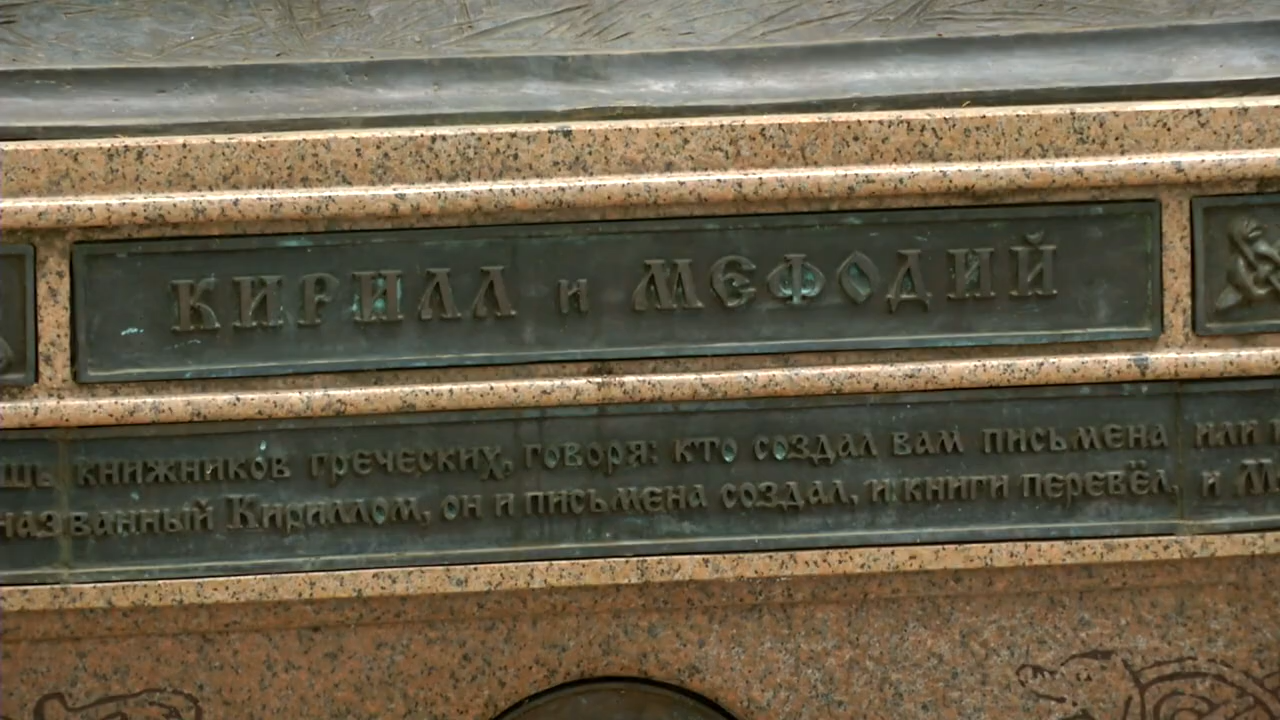 КИРИЛЛ и МЕФОДИЙ
книжников греческих, говоря: кто создал вам письмена или
названный Кириллом, он и письмена создал, и книги перевёл, и